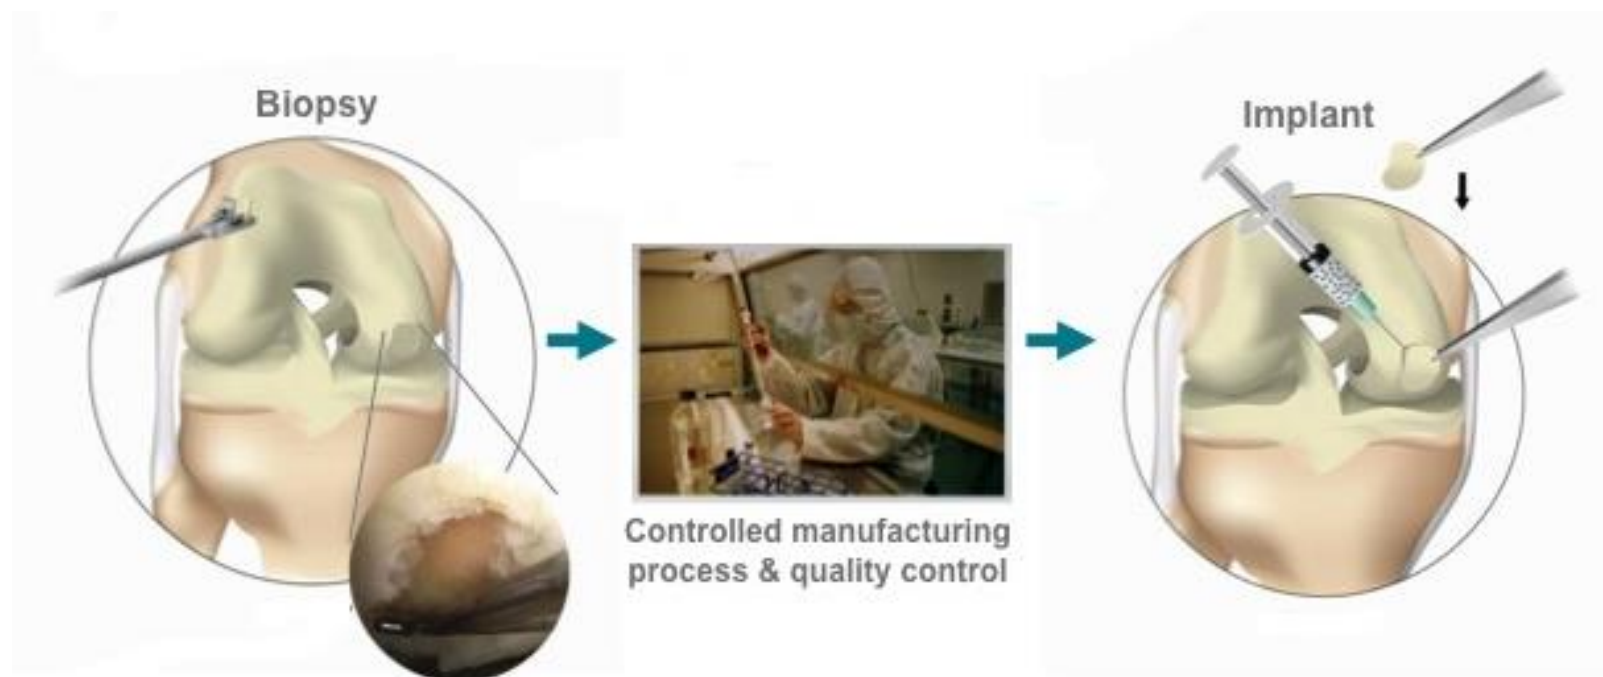 Biopsy
Implant
Controlled manufacturing
process & quality control